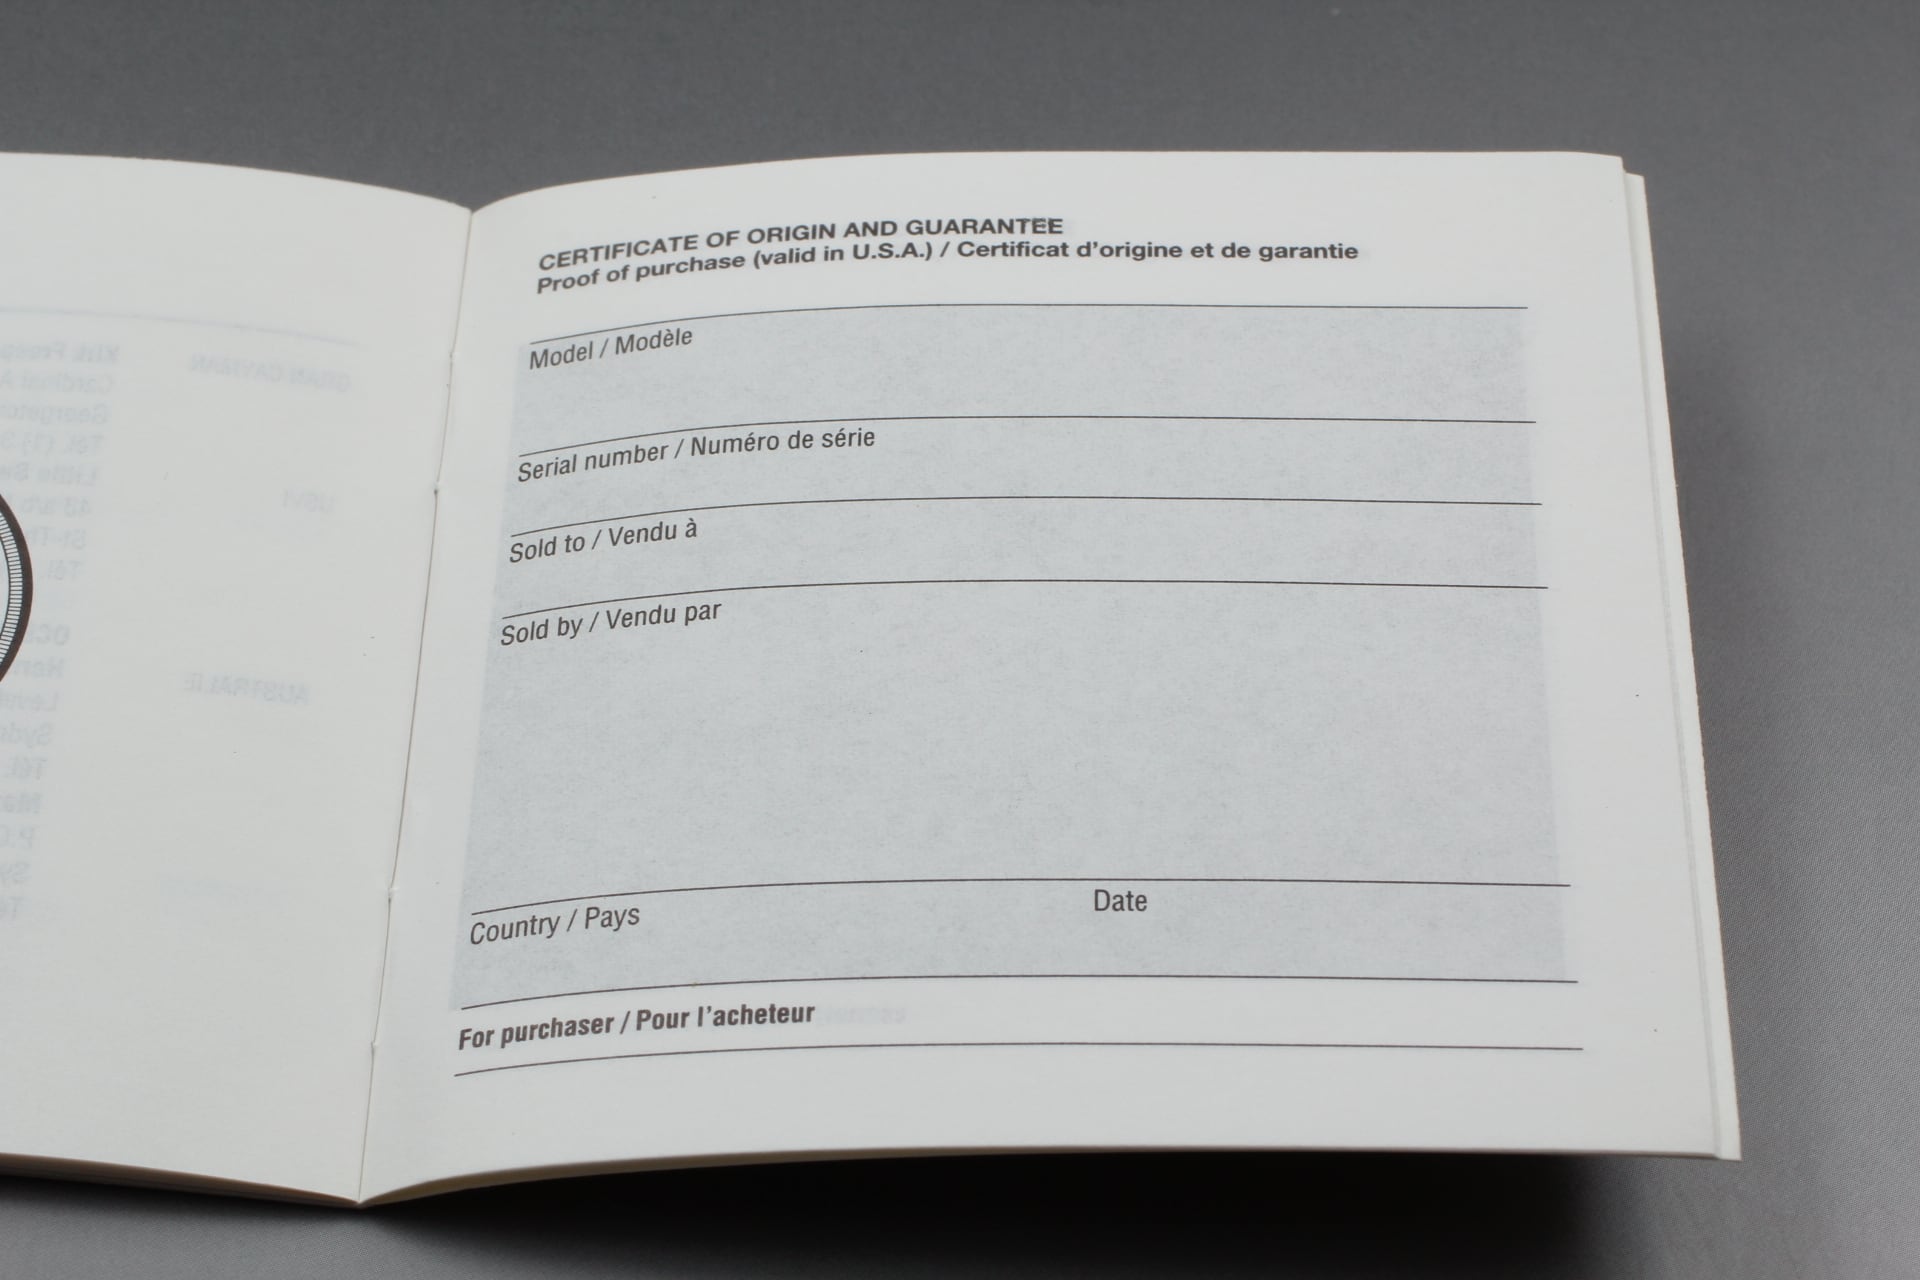 CERTIFICATE OF ORIGIN AND GUARANTEE
Proof of purchase (valid in U.S.A.) / Certificat d'origine et de garantie
Model / Modèle
Serial number / Numéro de série
Sold to / Vendu à
Sold by / Vendu par
Country / Pays Date
For purchaser / Pour l'acheteur